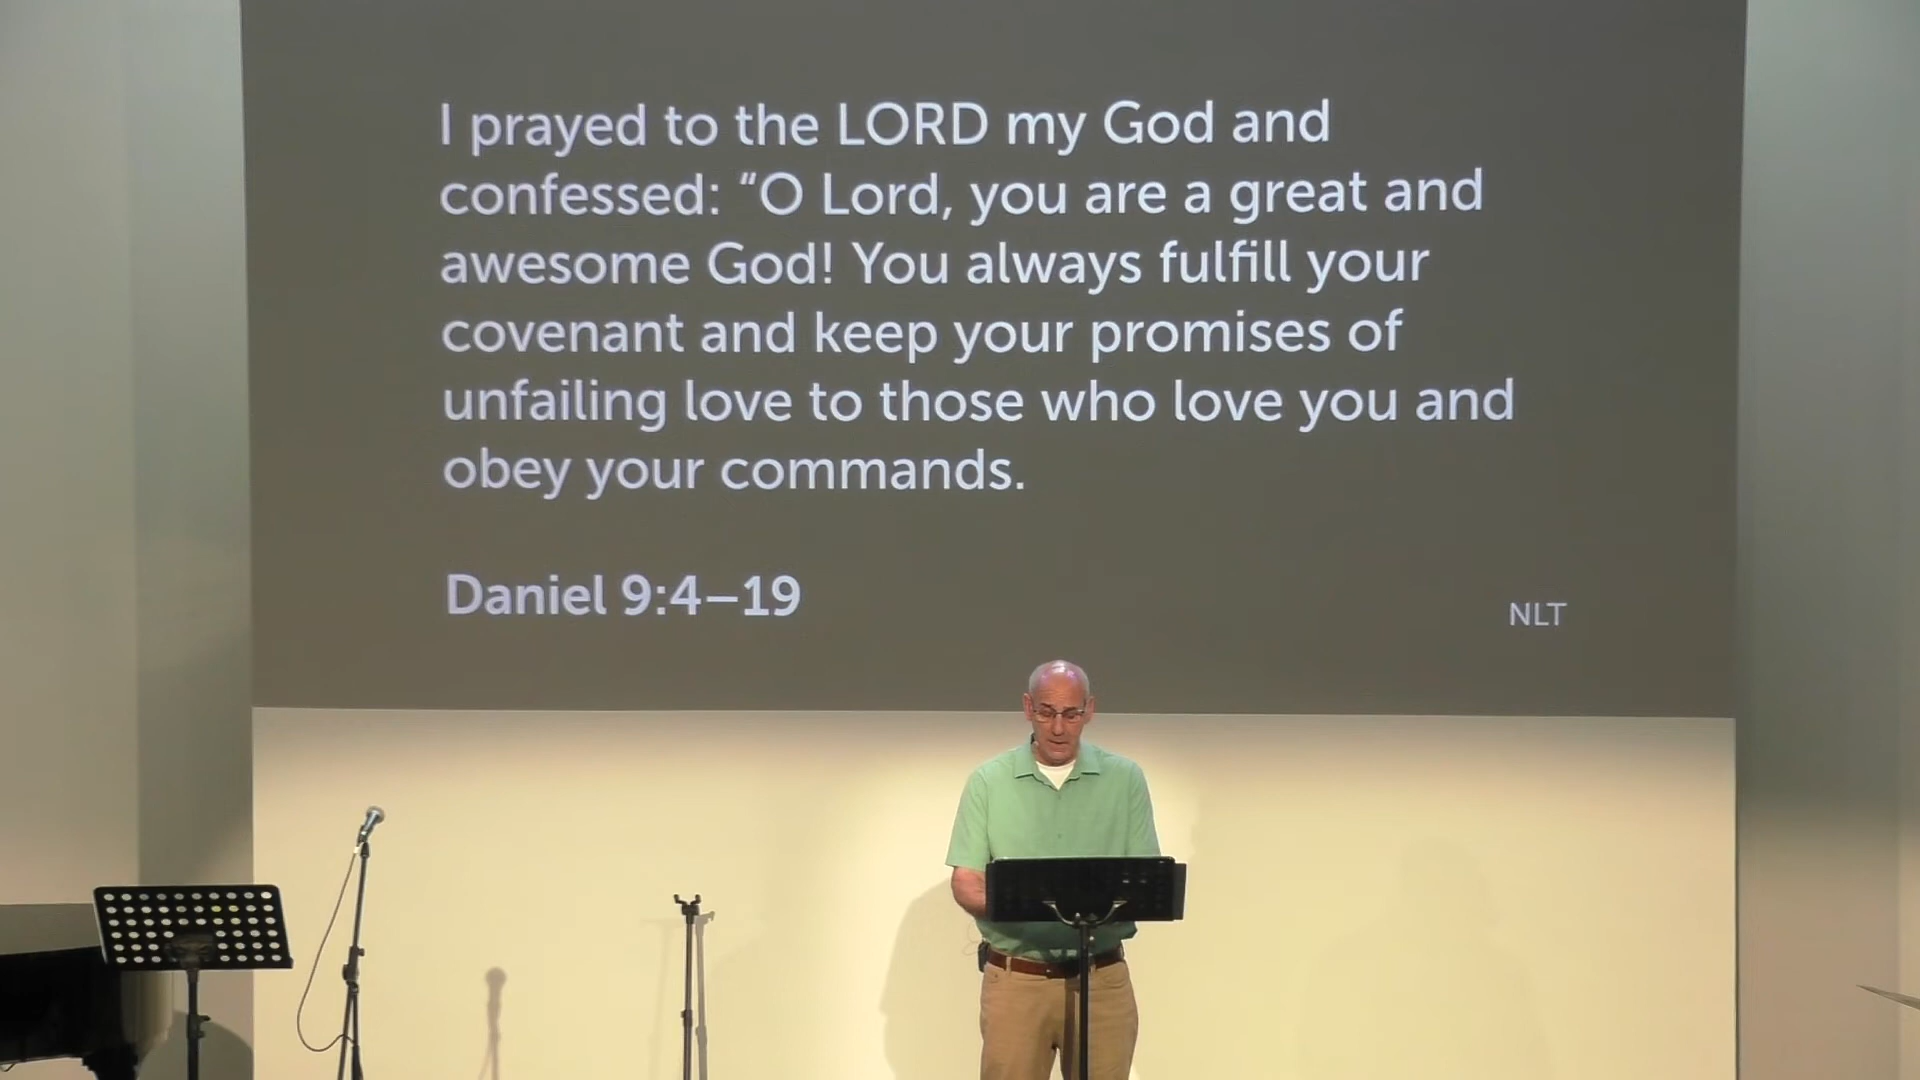 I prayed to the LORD my God and
confessed: “O Lord, you are a great and
awesome God! You always fulfill your
covenant and keep your promises of
unfailing love to those who love you and
obey your commands.
Daniel 9:4–19
NLT